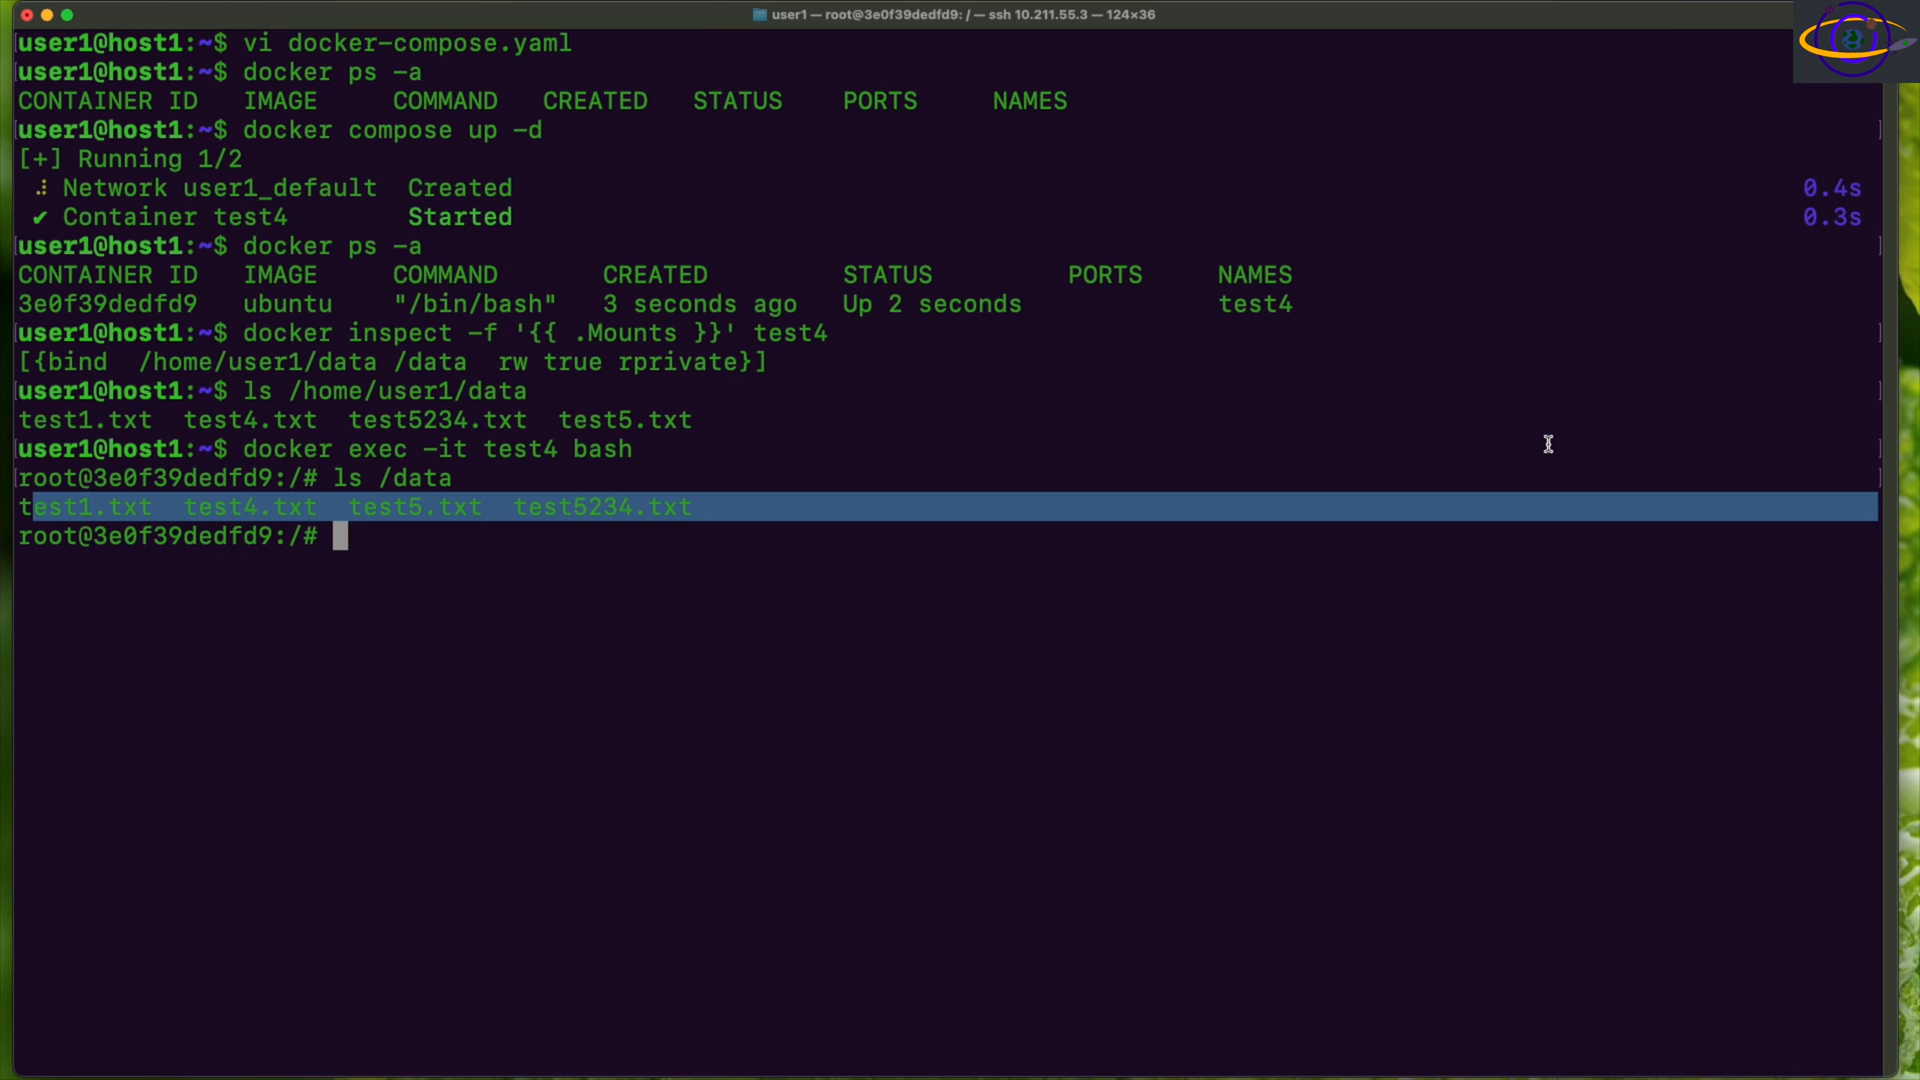 user1 — root@3e0f39dedfd9: / — ssh 10.211.55.3 — 124×36
user1@host1:~$ vi docker-compose.yaml
user1@host1:~$ docker ps -a
CONTAINER ID IMAGE COMMAND CREATED STATUS PORTS NAMES
user1@host1:~$ docker compose up -d
[+] Running 1/2
⠼ Network user1_default Created 0.4s
✔ Container test4 Started 0.3s
user1@host1:~$ docker ps -a
CONTAINER ID IMAGE COMMAND CREATED STATUS PORTS NAMES
3e0f39dedfd9 ubuntu "/bin/bash" 3 seconds ago Up 2 seconds test4
user1@host1:~$ docker inspect -f '{{ .Mounts }}' test4
[{bind /home/user1/data /data rw true rprivate}]
user1@host1:~$ ls /home/user1/data
test1.txt test4.txt test5234.txt test5.txt
user1@host1:~$ docker exec -it test4 bash
root@3e0f39dedfd9:/# ls /data
test1.txt test4.txt test5.txt test5234.txt
root@3e0f39dedfd9:/#